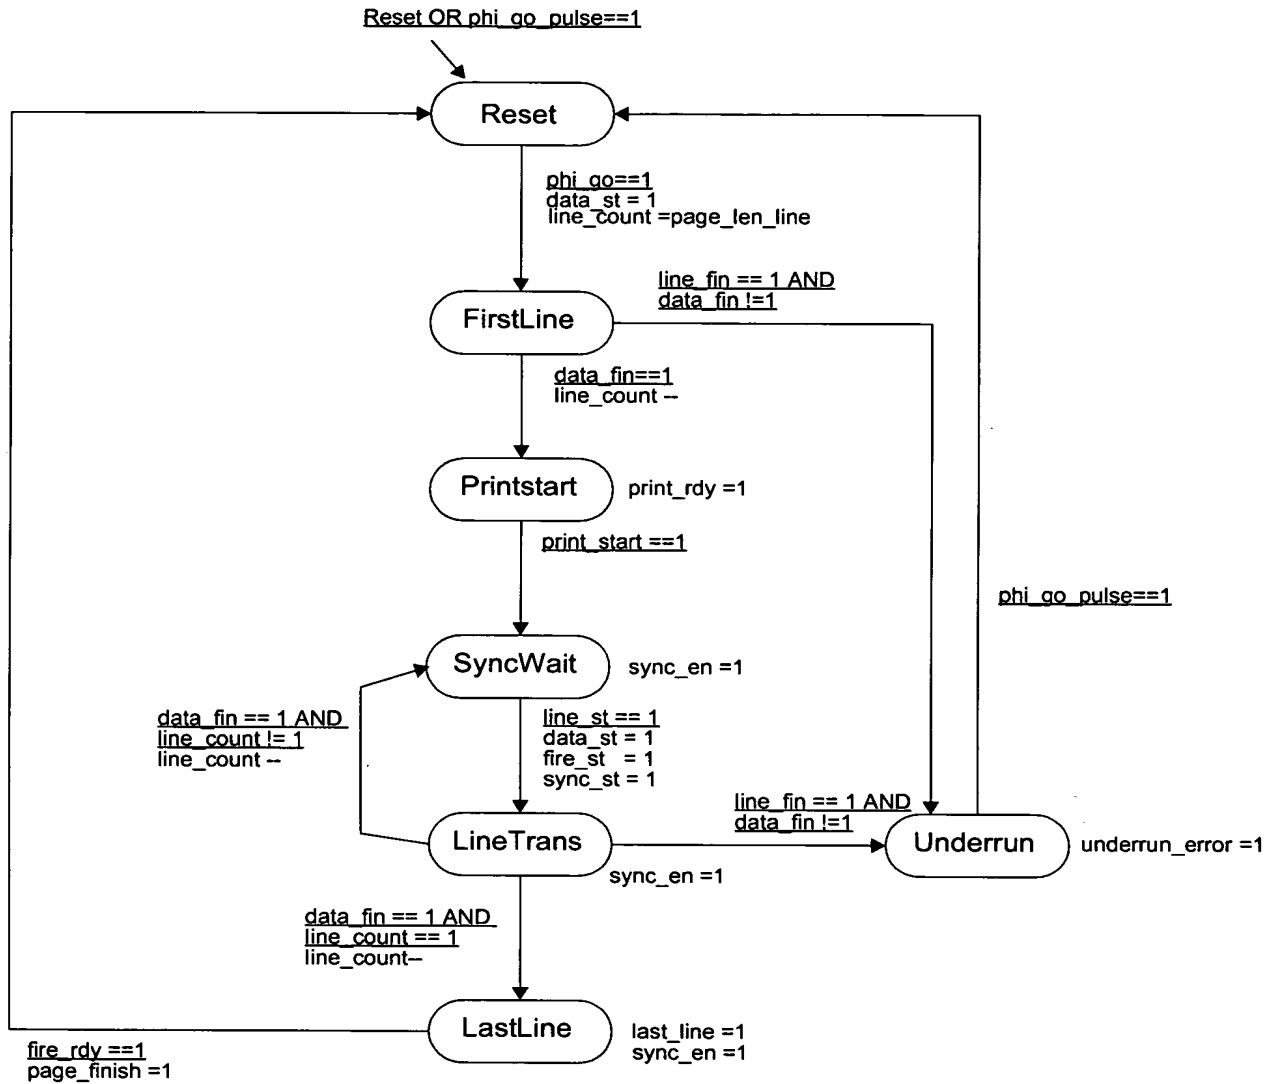 Reset OR phi_go_pulse==1
Reset
phi_go==1
data_st = 1
line_count =page_len_line
line_fin == 1 AND
data_fin !=1
FirstLine
data_fin==1
line_count --
Printstart
print_rdy =1
print_start ==1
phi_go_pulse==1
SyncWait
sync_en =1
data_fin == 1 AND
line_count != 1
line_count --
line_st == 1
data_st = 1
fire_st = 1
sync_st = 1
line_fin == 1 AND
data_fin !=1
LineTrans
sync_en =1
Underrun
underrun_error =1
data_fin == 1 AND
line_count == 1
line_count--
LastLine
last_line =1
sync_en =1
fire_rdy ==1
page_finish =1